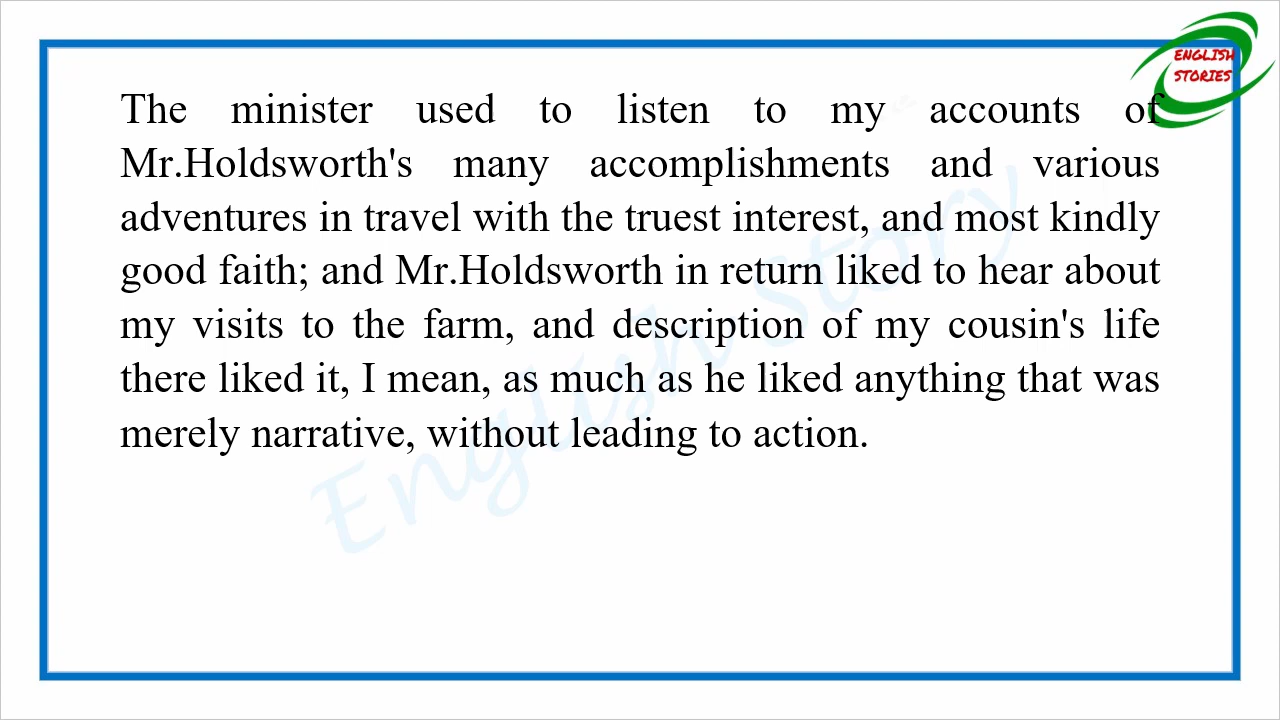 ENGLISH
STORIES
The minister used to listen to my accounts of
Mr.Holdsworth's many accomplishments and various
adventures in travel with the truest interest, and most kindly
good faith; and Mr.Holdsworth in return liked to hear about
my visits to the farm, and description of my cousin's life
there liked it, I mean, as much as he liked anything that was
merely narrative, without leading to action.
English Story